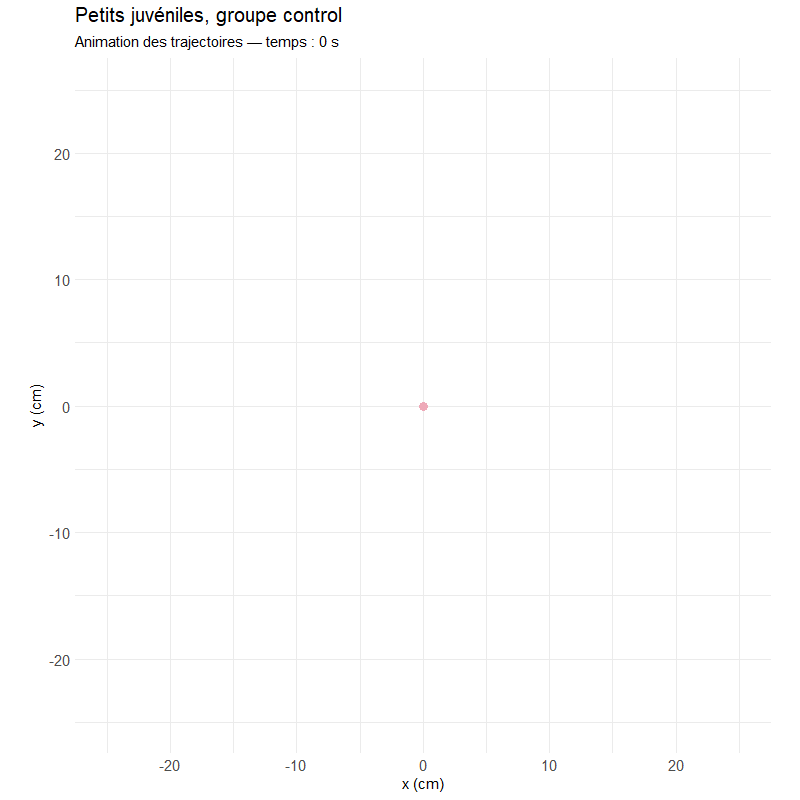 Petits juvéniles, groupe control
Animation des trajectoires — temps : 0 s
20
10
0
-10
-20
y (cm)
-20
-10
0
10
20
x (cm)